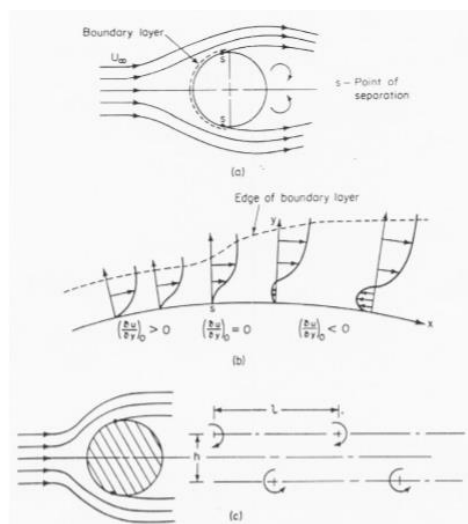 Boundary layer
U∞
s
s
s – Point of
separation
(a)
Edge of boundary layer
y
s
x
(∂u/∂y)₀ > 0 (∂u/∂y)₀ = 0 (∂u/∂y)₀ < 0
(b)
l
h
(c)